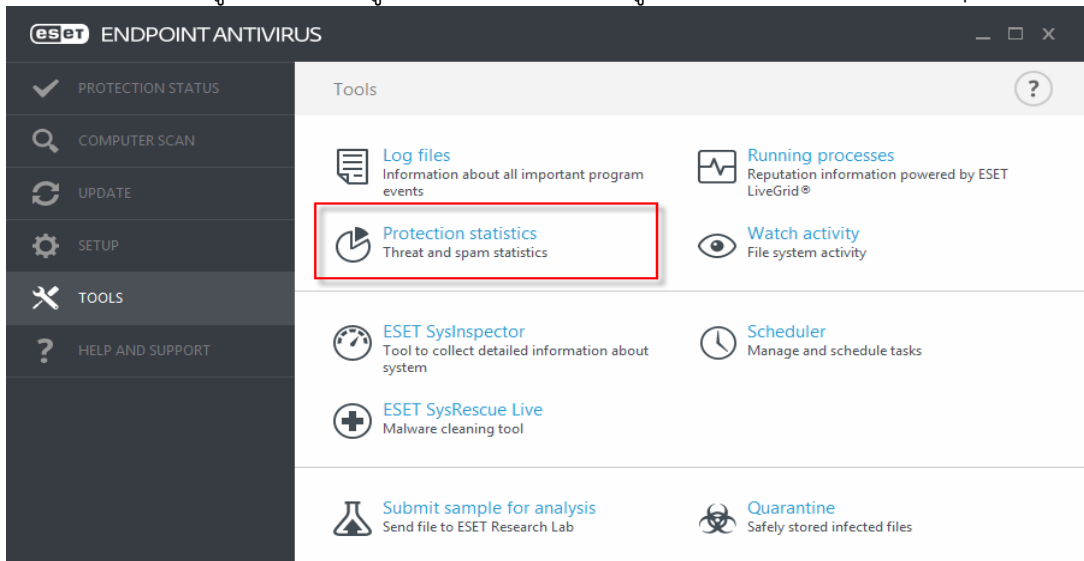 eset ENDPOINT ANTIVIRUS
PROTECTION STATUS
COMPUTER SCAN
UPDATE
SETUP
TOOLS
HELP AND SUPPORT
Tools
?
Log files
Information about all important program
events
Running processes
Reputation information powered by ESET
LiveGrid®
Protection statistics
Threat and spam statistics
Watch activity
File system activity
ESET SysInspector
Tool to collect detailed information about
system
Scheduler
Manage and schedule tasks
ESET SysRescue Live
Malware cleaning tool
Submit sample for analysis
Send file to ESET Research Lab
Quarantine
Safely stored infected files